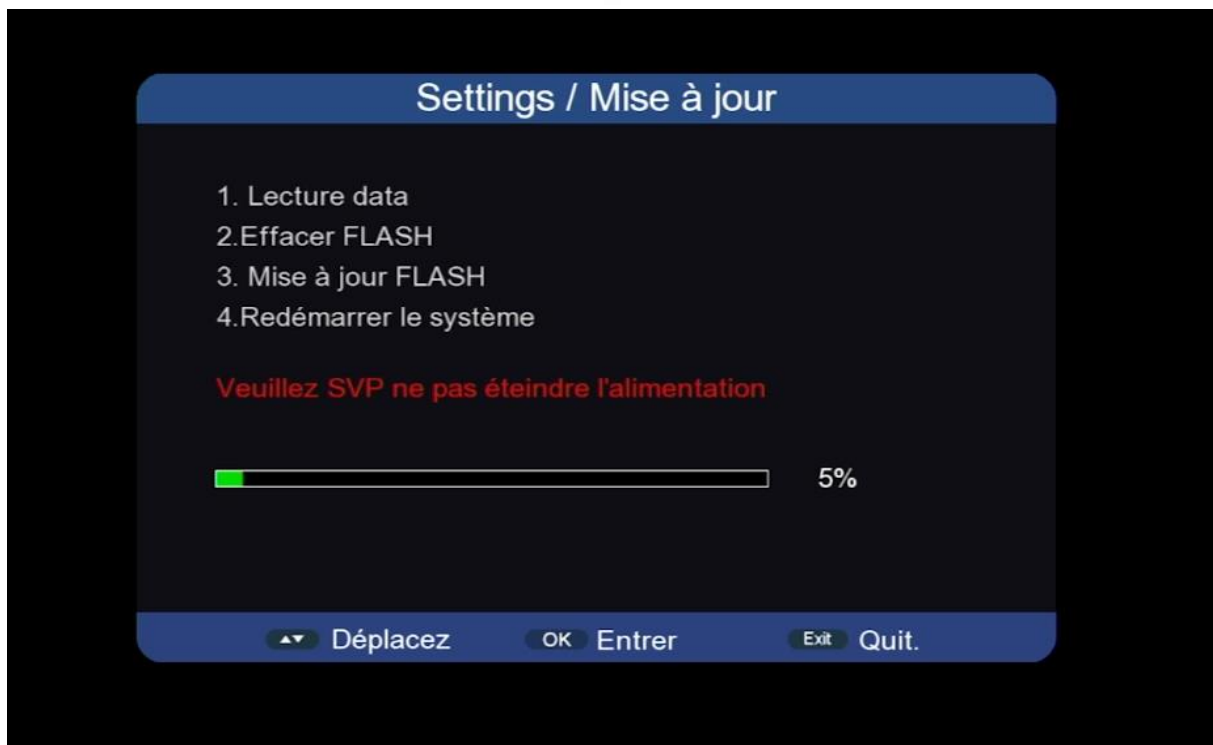 Settings / Mise à jour
1. Lecture data
2.Effacer FLASH
3. Mise à jour FLASH
4.Redémarrer le système
Veuillez SVP ne pas éteindre l'alimentation
5%
▲▼ Déplacez OK Entrer Exit Quit.